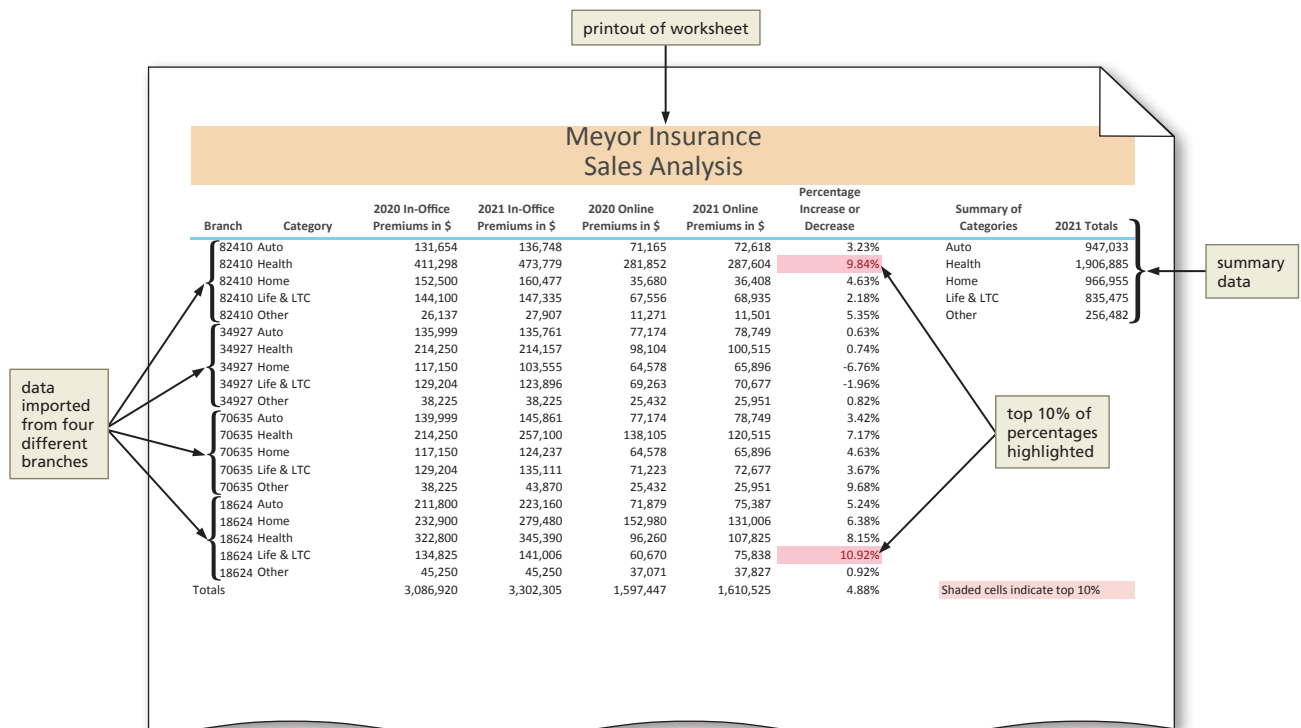 printout of worksheet
Meyor Insurance
Sales Analysis
Branch Category 2020 In-Office Premiums in $ 2021 In-Office Premiums in $ 2020 Online Premiums in $ 2021 Online Premiums in $ Percentage Increase or Decrease
82410 Auto 131,654 136,748 71,165 72,618 3.23%
82410 Health 411,298 473,779 281,852 287,604 9.84%
82410 Home 152,500 160,477 35,680 36,408 4.63%
82410 Life & LTC 144,100 147,335 67,556 68,935 2.18%
82410 Other 26,137 27,907 11,271 11,501 5.35%
34927 Auto 135,999 135,761 77,174 78,749 0.63%
34927 Health 214,250 214,157 98,104 100,515 0.74%
34927 Home 117,150 103,555 64,578 65,896 -6.76%
34927 Life & LTC 129,204 123,896 69,263 70,677 -1.96%
34927 Other 38,225 38,225 25,432 25,951 0.82%
70635 Auto 139,999 145,861 77,174 78,749 3.42%
70635 Health 214,250 257,100 138,105 120,515 7.17%
70635 Home 117,150 124,237 64,578 65,896 4.63%
70635 Life & LTC 129,204 135,111 71,223 72,677 3.67%
70635 Other 38,225 43,870 25,432 25,951 9.68%
18624 Auto 211,800 223,160 71,879 75,387 5.24%
18624 Home 232,900 279,480 152,980 131,006 6.38%
18624 Health 322,800 345,390 96,260 107,825 8.15%
18624 Life & LTC 134,825 141,006 60,670 75,838 10.92%
18624 Other 45,250 45,250 37,071 37,827 0.92%
Totals 3,086,920 3,302,305 1,597,447 1,610,525 4.88%
Summary of Categories 2021 Totals
Auto 947,033
Health 1,906,885
Home 966,955
Life & LTC 835,475
Other 256,482
Shaded cells indicate top 10%
summary
data
data
imported
from four
different
branches
top 10% of
percentages
highlighted